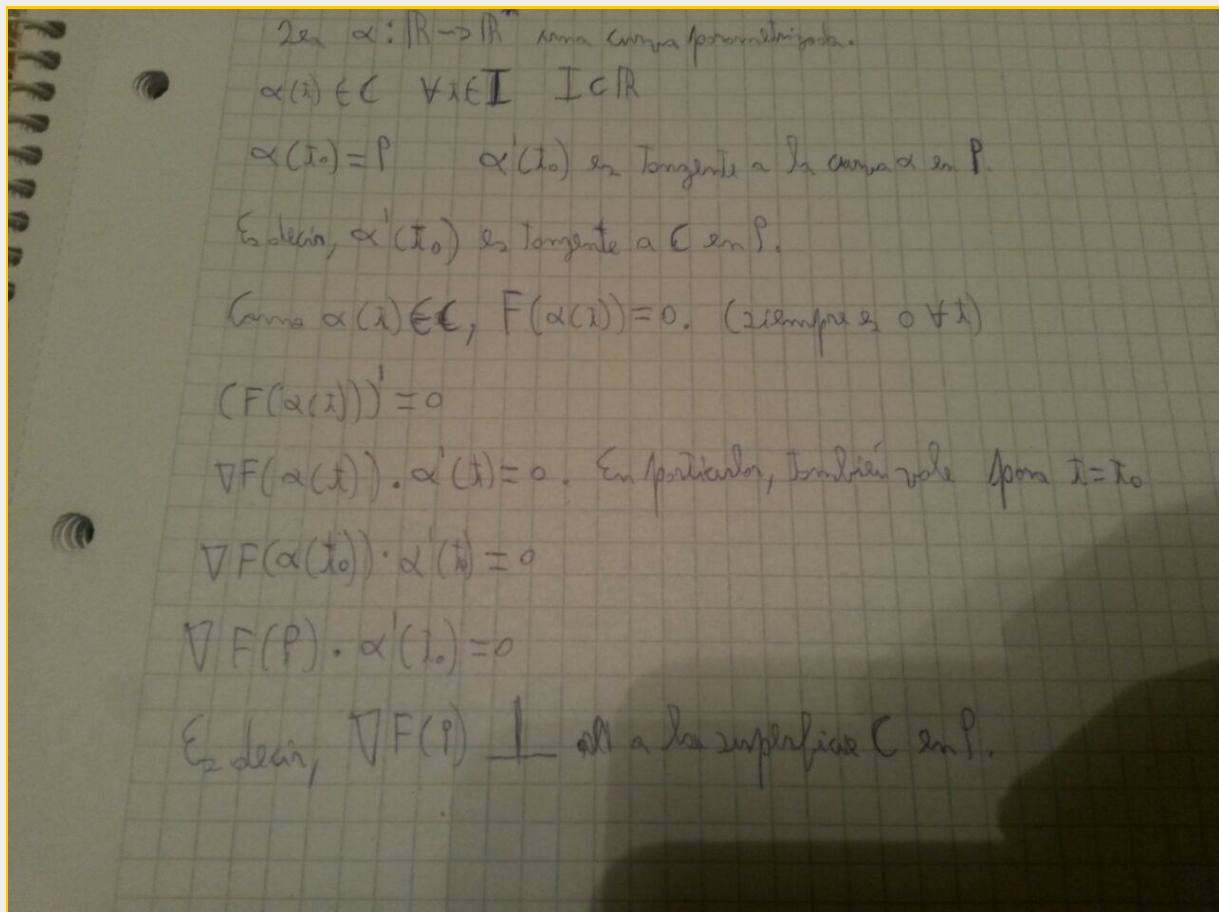 Sea α: ℝ→ℝⁿ una curva parametrizada.
α(t) ∈ C ∀t∈I I⊂ℝ
α(t₀)=P α'(t₀) es tangente a la curva α en P.
Es decir, α'(t₀) es tangente a C en P.
Como α(t)∈C, F(α(t))=0. (siempre es 0 ∀t)
(F(α(t)))'=0
∇F(α(t)).α'(t)=0. En particular, también vale para t=t₀
∇F(α(t₀))·α'(t₀)=0
∇F(P).α'(t₀)=0
Es decir, ∇F(P) ⊥ a la superficie C en P.